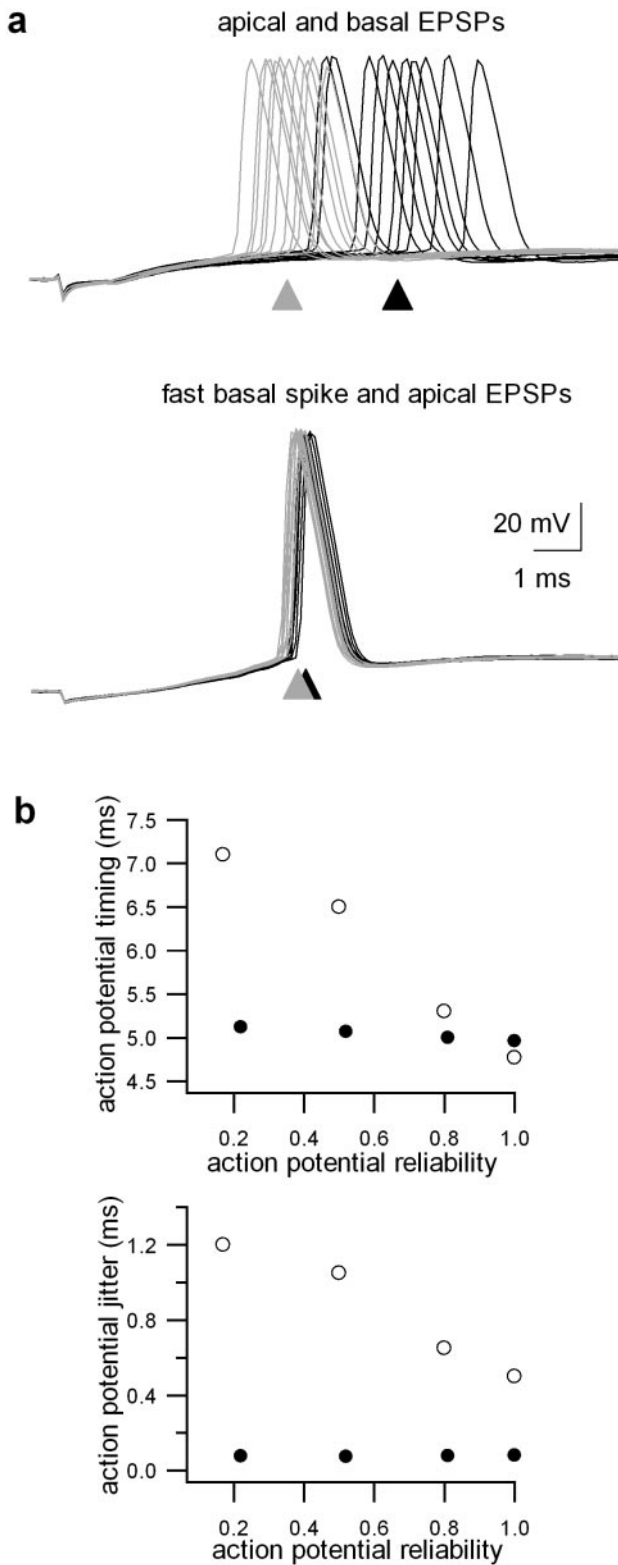 a
apical and basal EPSPs
fast basal spike and apical EPSPs
20 mV
1 ms
b
action potential timing (ms)
7.5
7.0
6.5
6.0
5.5
5.0
4.5
0.2 0.4 0.6 0.8 1.0
action potential reliability
action potential jitter (ms)
1.2
0.8
0.4
0.0
0.2 0.4 0.6 0.8 1.0
action potential reliability